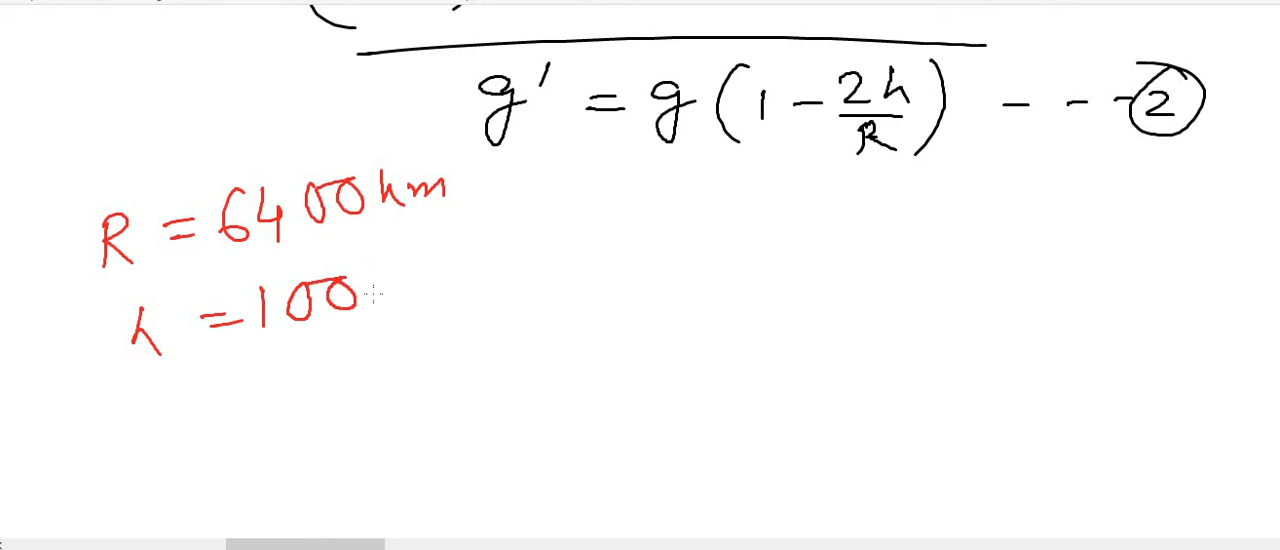 g' = g(1 - 2h/R) - - - 2
R = 6400 km
h = 100